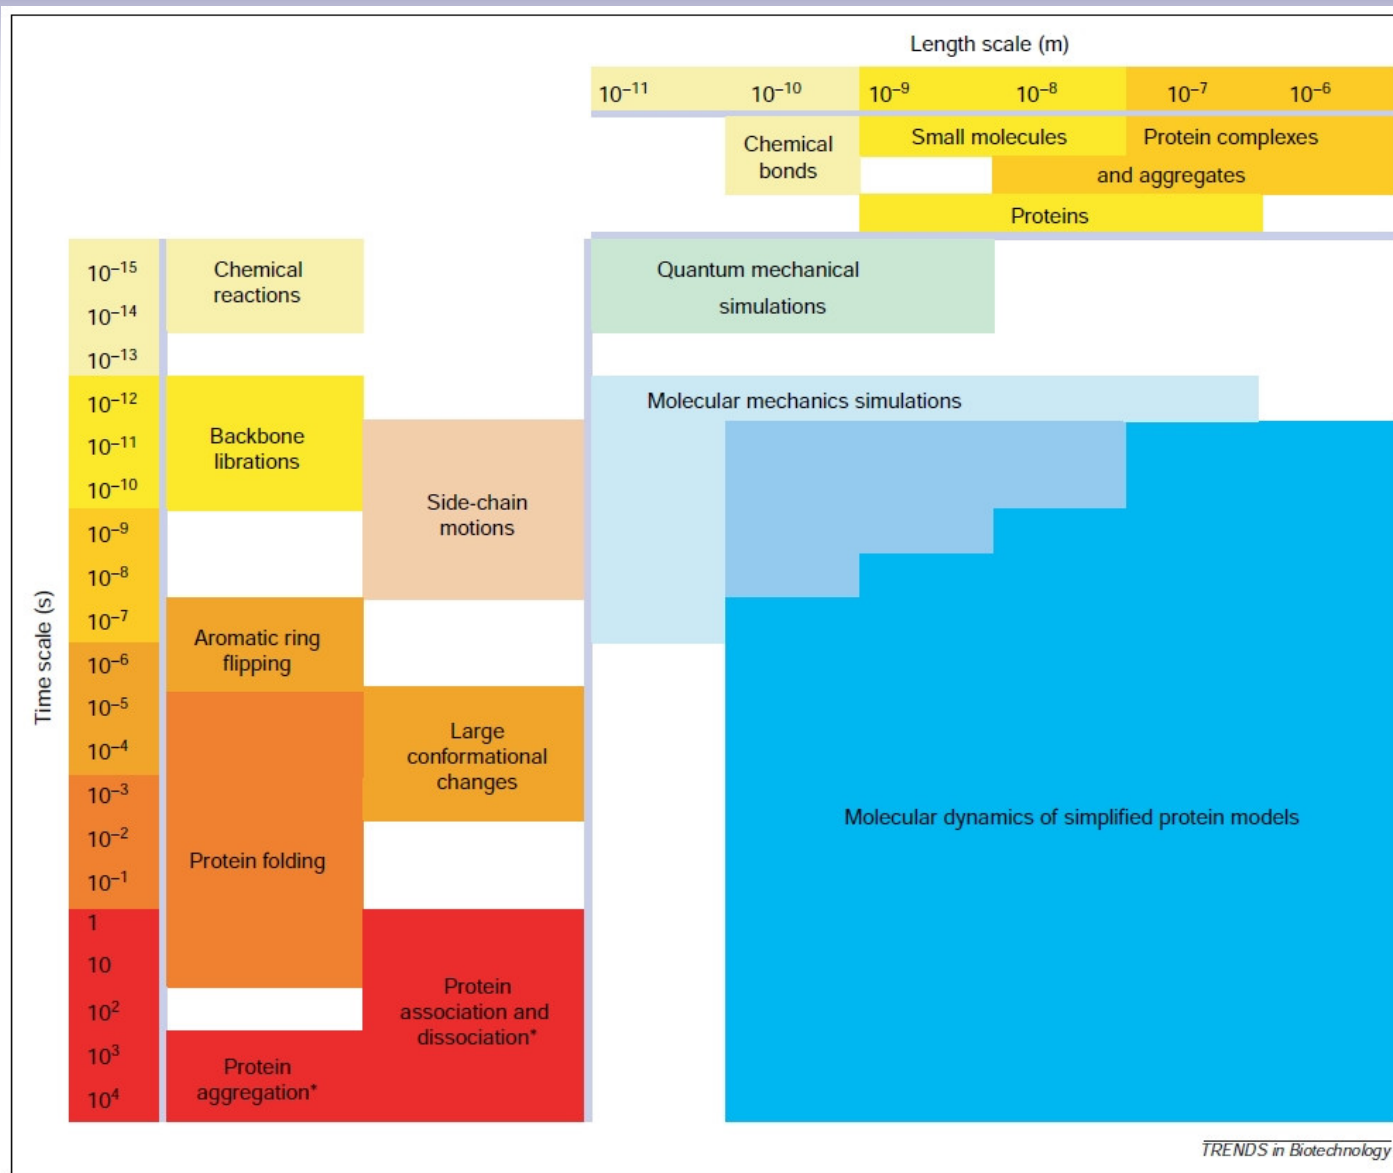 Length scale (m)
10⁻¹¹ 10⁻¹⁰ 10⁻⁹ 10⁻⁸ 10⁻⁷ 10⁻⁶
Chemical
bonds
Small molecules
Protein complexes
and aggregates
Proteins
Time scale (s)
10⁻¹⁵
10⁻¹⁴
10⁻¹³
10⁻¹²
10⁻¹¹
10⁻¹⁰
10⁻⁹
10⁻⁸
10⁻⁷
10⁻⁶
10⁻⁵
10⁻⁴
10⁻³
10⁻²
10⁻¹
1
10
10²
10³
10⁴
Chemical
reactions
Backbone
librations
Side-chain
motions
Aromatic ring
flipping
Large
conformational
changes
Protein folding
Protein
association and
dissociation*
Protein
aggregation*
Quantum mechanical
simulations
Molecular mechanics simulations
Molecular dynamics of simplified protein models
TRENDS in Biotechnology